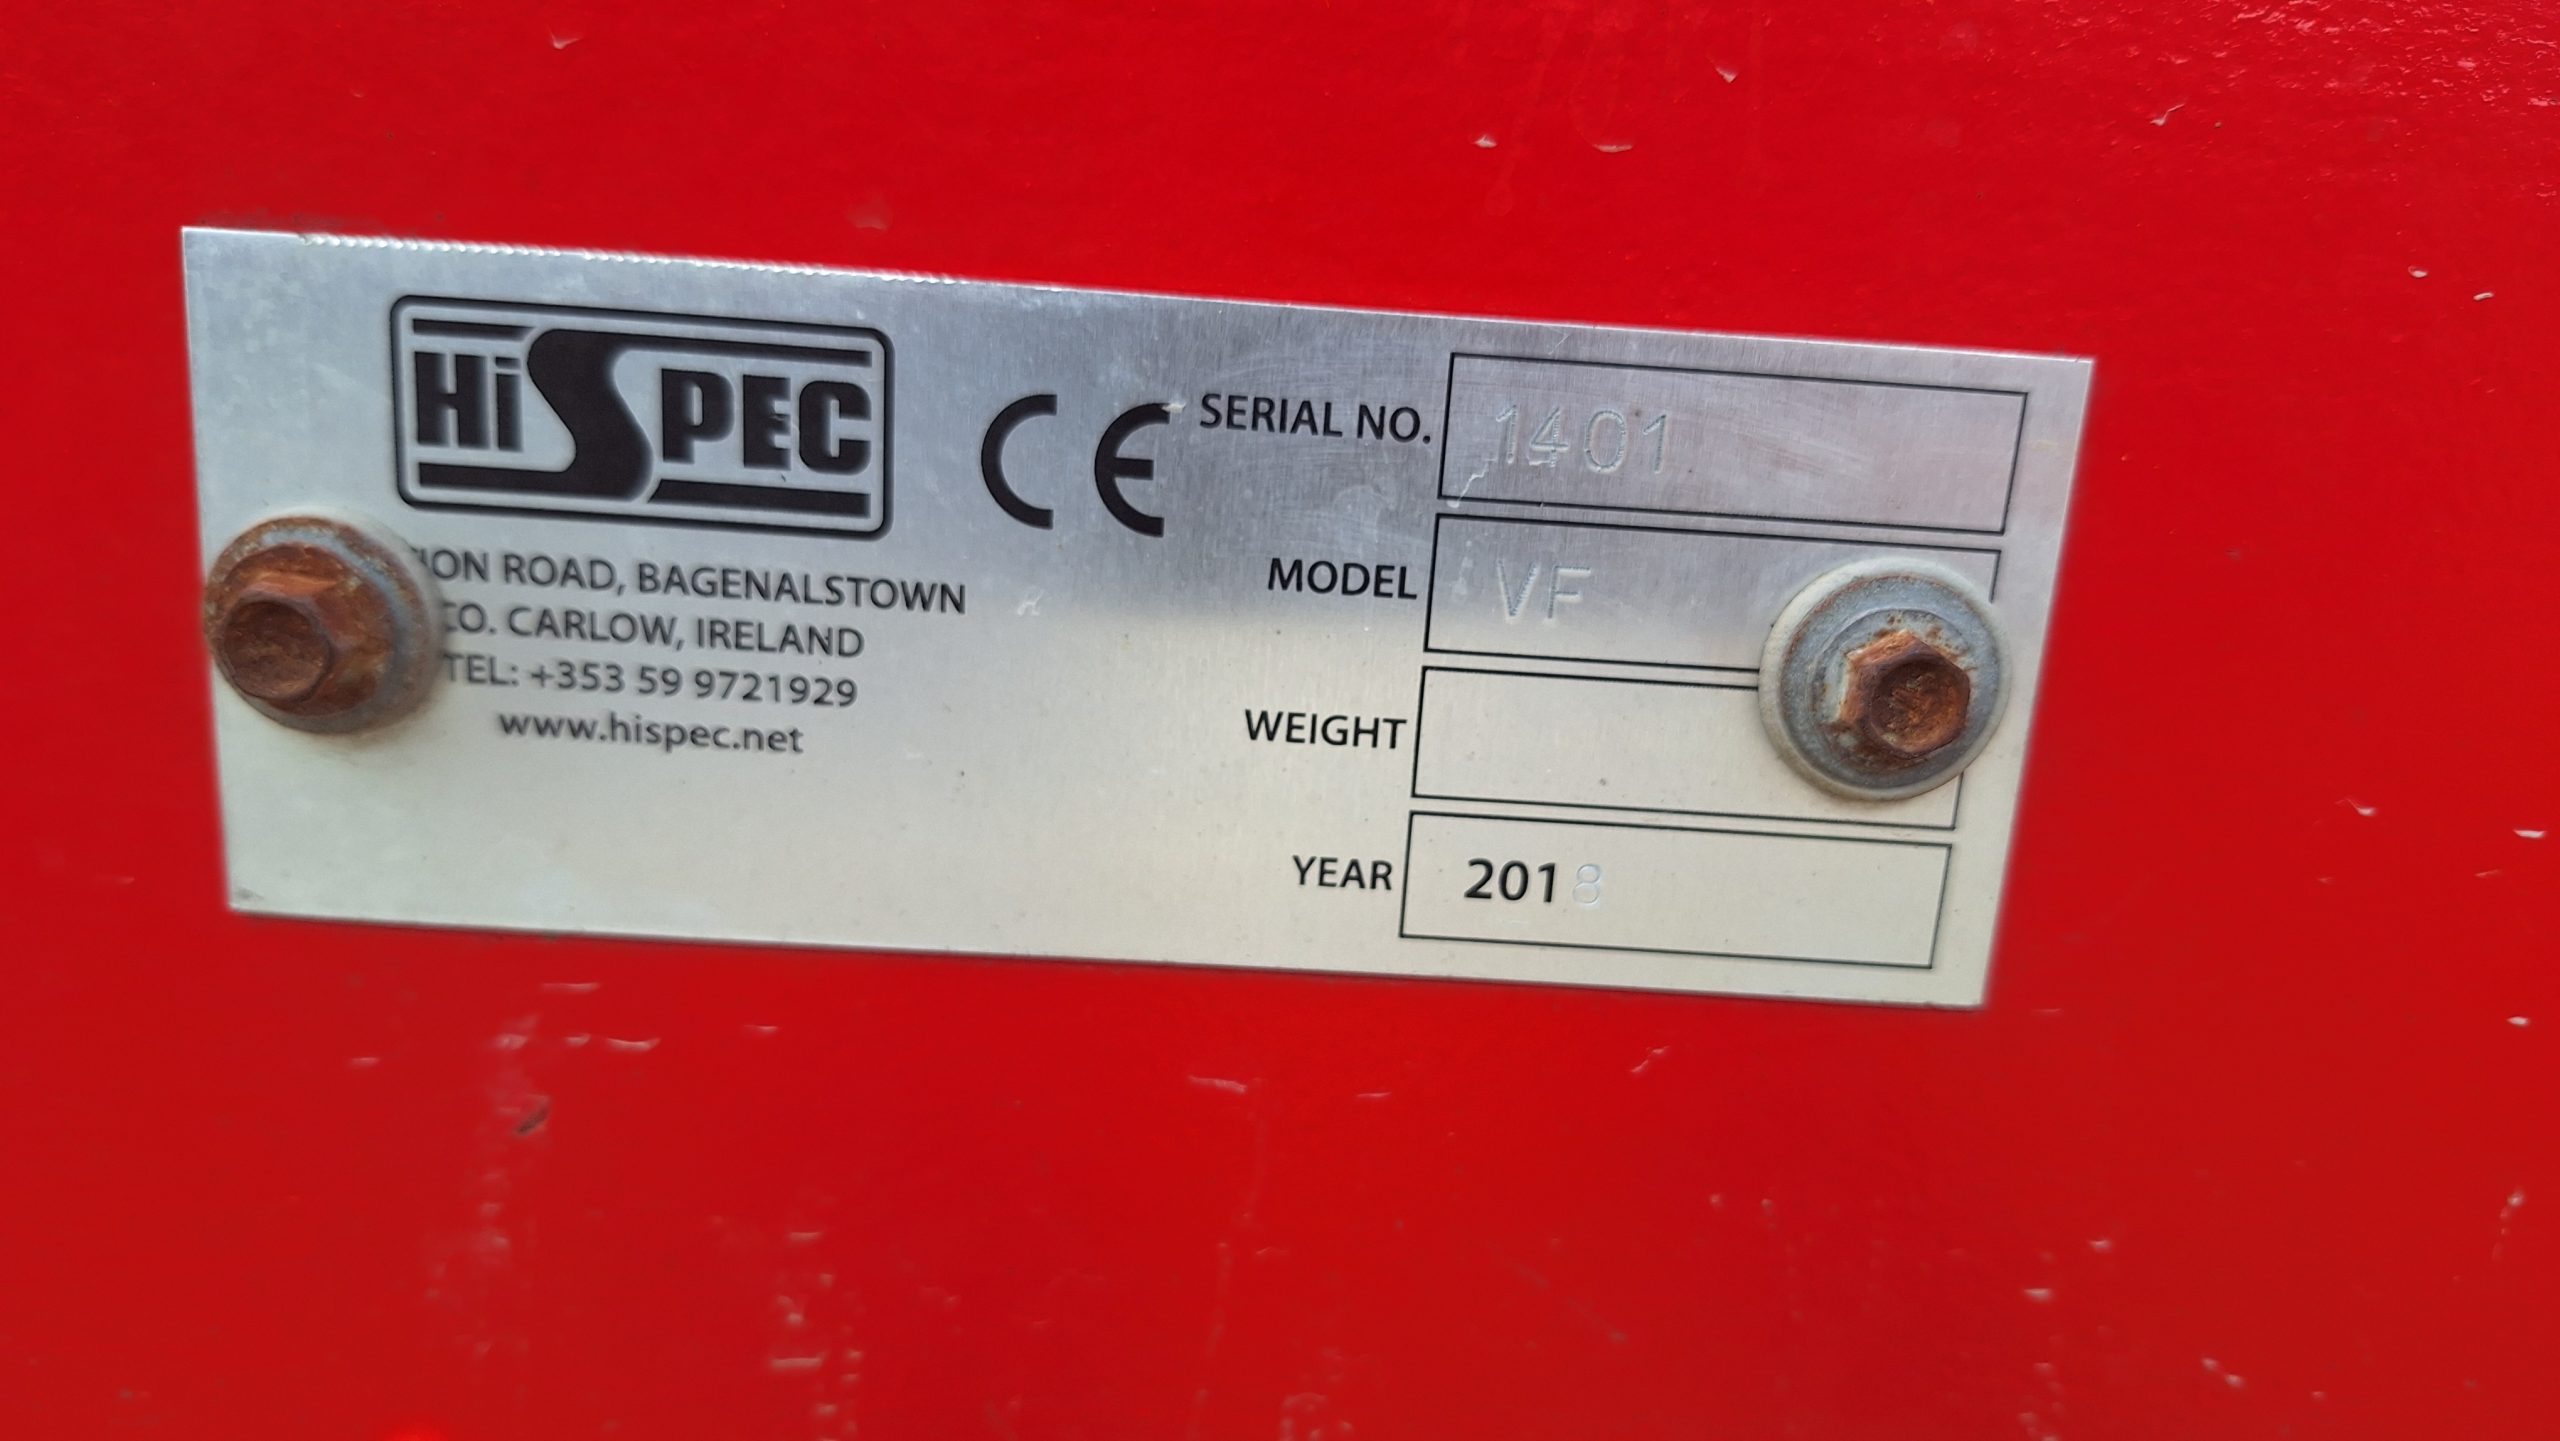 HiSPEC
ION ROAD, BAGENALSTOWN
CO. CARLOW, IRELAND
TEL: +353 59 9721929
www.hispec.net
CE
SERIAL NO. 1401
MODEL VF
WEIGHT
YEAR 2018